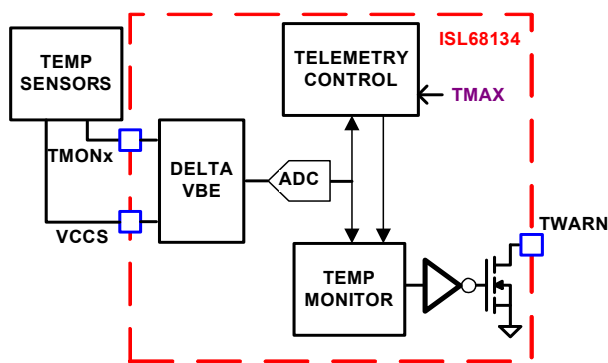 ISL68134
TEMP
SENSORS
TELEMETRY
CONTROL
TMAX
TMONx
DELTA
VBE
ADC
VCCS
TWARN
TEMP
MONITOR